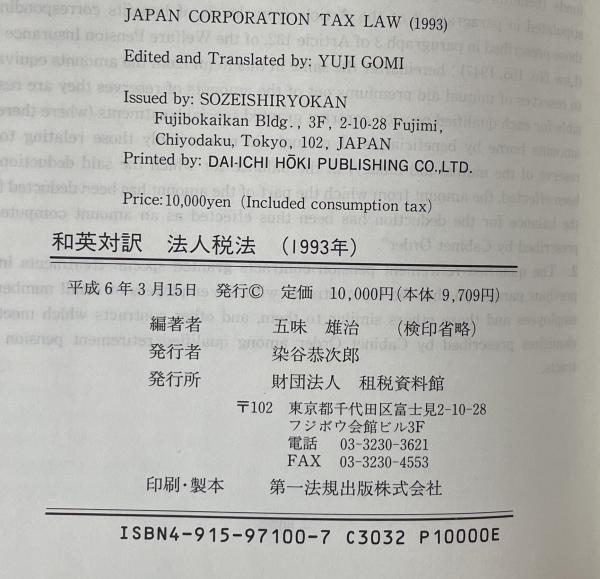 JAPAN CORPORATION TAX LAW (1993)
Edited and Translated by: YUJI GOMI
Issued by: SOZEISHIRYOKAN
Fujibokaikan Bldg., 3F, 2-10-28 Fujimi,
Chiyodaku, Tokyo, 102, JAPAN
Printed by: DAI-ICHI HŌKI PUBLISHING CO.,LTD.
Price: 10,000yen (Included consumption tax)
和英対訳 法人税法 (1993年)
平成6年3月15日 発行© 定価 10,000円(本体 9,709円)
編著者 五味 雄治 (検印省略)
発行者 染谷恭次郎
発行所 財団法人 租税資料館
〒102 東京都千代田区富士見2-10-28
フジボウ会館ビル3F
電話 03-3230-3621
FAX 03-3230-4553
印刷・製本 第一法規出版株式会社
ISBN4-915-97100-7 C3032 P10000E